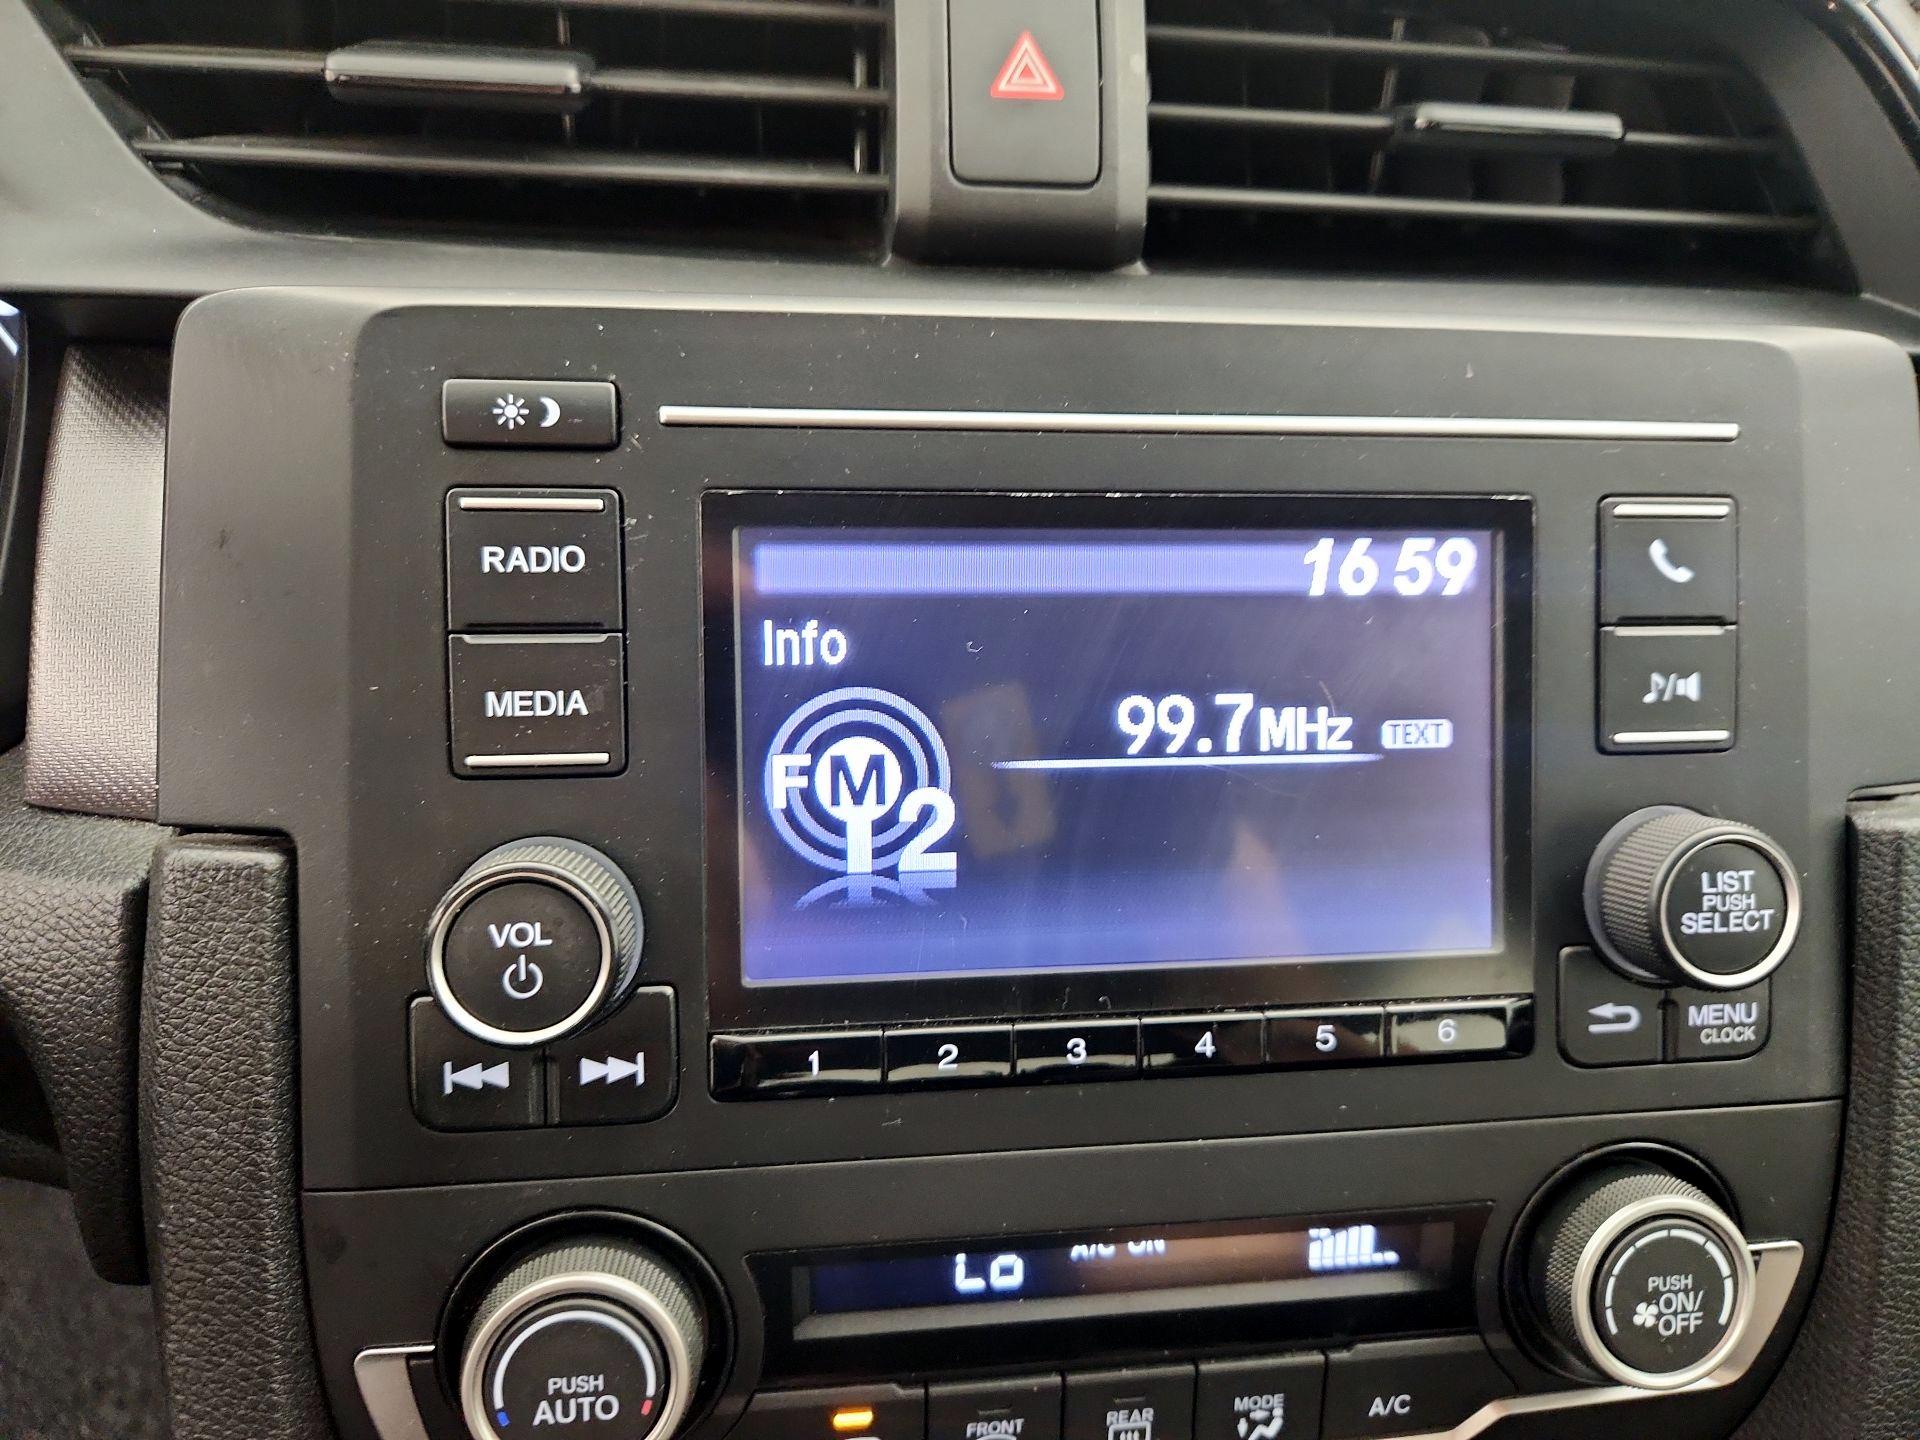 RADIO
MEDIA
VOL
16 59
Info
99.7MHz TEXT
FM
2
1 2 3 4 5 6
LIST
PUSH
SELECT
MENU
CLOCK
Lo A/C ON
PUSH
AUTO
PUSH
ON/
OFF
FRONT
REAR
MODE
A/C